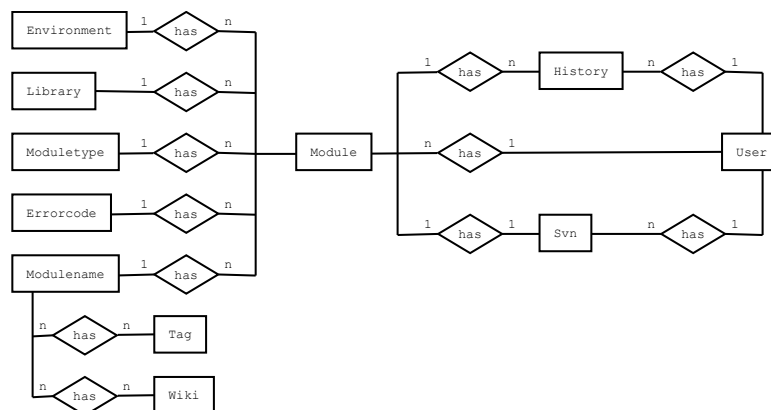 Environment 1 has n
Library 1 has n
Moduletype 1 has n
Errorcode 1 has n
Modulename 1 has n
n has n Tag
n has n Wiki
Module
1 has n History n has 1
n has 1 User
1 has 1 Svn n has 1